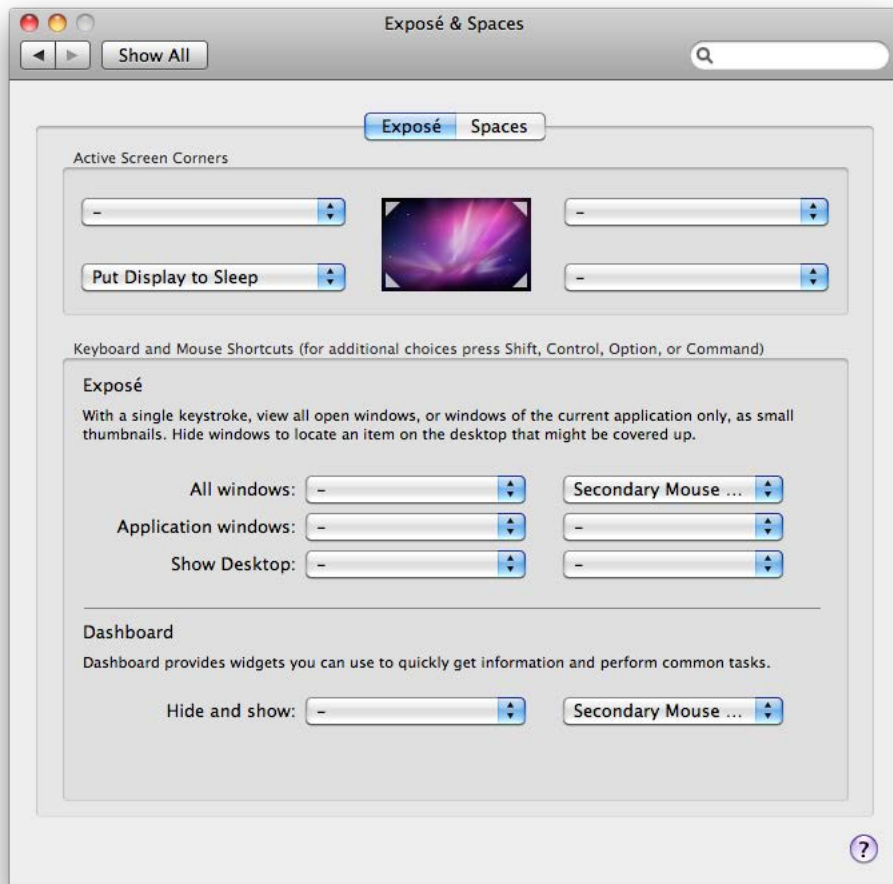 Exposé & Spaces
Show All
Exposé Spaces
Active Screen Corners
– –
Put Display to Sleep –
Keyboard and Mouse Shortcuts (for additional choices press Shift, Control, Option, or Command)
Exposé
With a single keystroke, view all open windows, or windows of the current application only, as small
thumbnails. Hide windows to locate an item on the desktop that might be covered up.
All windows: – Secondary Mouse ...
Application windows: – –
Show Desktop: – –
Dashboard
Dashboard provides widgets you can use to quickly get information and perform common tasks.
Hide and show: – Secondary Mouse ...
?